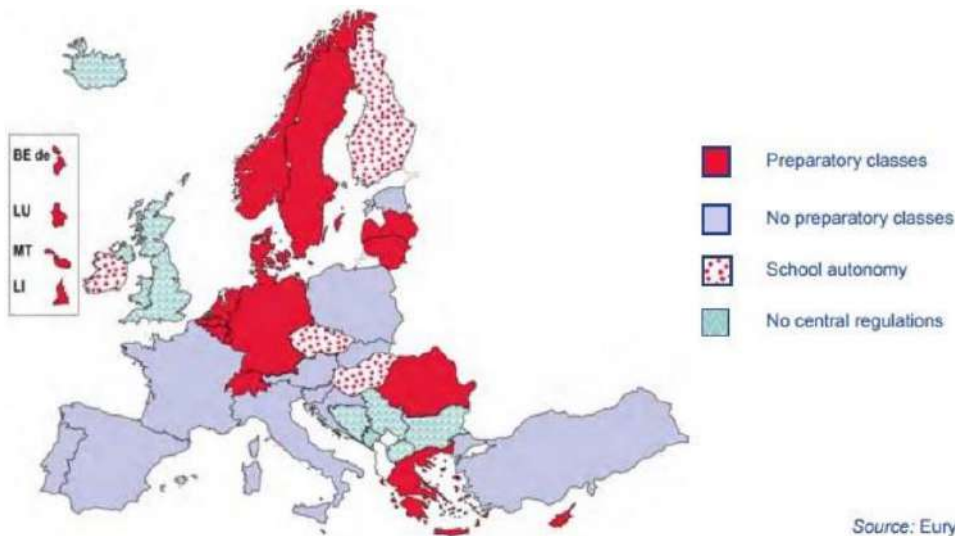 BE de
LU
MT
LI
Preparatory classes
No preparatory classes
School autonomy
No central regulations
Source: Eury